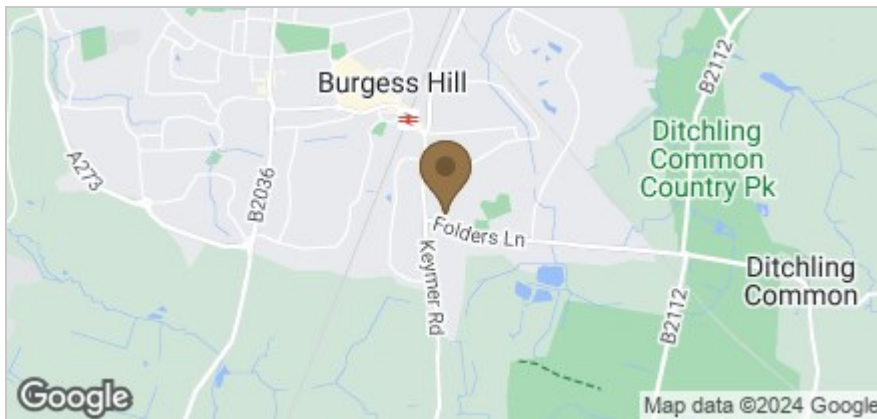 Burgess Hill
B2112
A273
B2036
Ditchling
Common
Country Pk
Folders Ln
Keymer Rd
Ditchling
Common
B2112
Google
Map data ©2024 Google